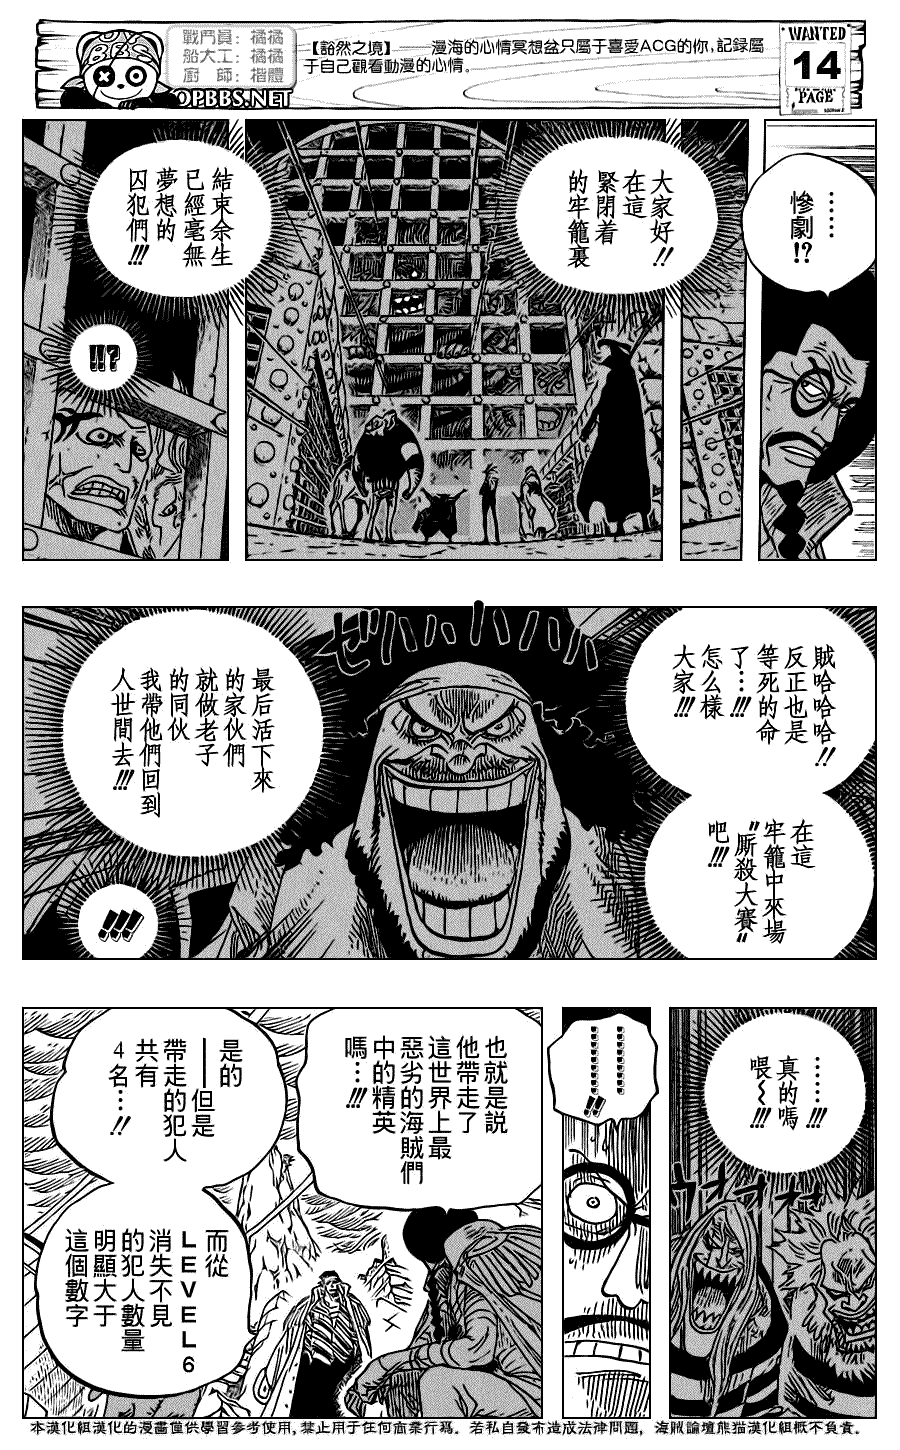 戰鬥員：橘橘
船大工：橘橘
廚　師：楷體
OPBBS.NET
【豁然之境】——漫海的心情冥想盆只屬于喜愛ACG的你,記録屬
于自己觀看動漫的心情。
WANTED
14
PAGE
……
慘劇!?
大家好!!
在這
緊閉着
的牢籠裏
結束余生
已經毫無
夢想的
囚犯們!!!
!!?
賊哈哈哈哈!!
反正也是
等死的命
了…!!!
怎么樣
大家!!!
在這
牢籠中來場
"厮殺大賽"
吧!!!
ゼハハハハハ
最后活下來
的家伙們
就做老子
的同伙
我帶他們回到
人世間去!!!
!!!
……
真的嗎!!!
喂~!!!
ウオオオ
………………!!
也就是說
他帶走了
這世界上最
惡劣的海賊們
中的精英
嗎…!!!
是的
——但是
帶走的犯人
共有
4名…!!
而從
LEVEL6
消失不見
的犯人數量
明顯大于
這個數字
本漢化組漢化的漫畫僅供學習參考使用,禁止用于任何商業行爲。若私自發布造成法律問題,海賊論壇熊猫漢化組概不負責。